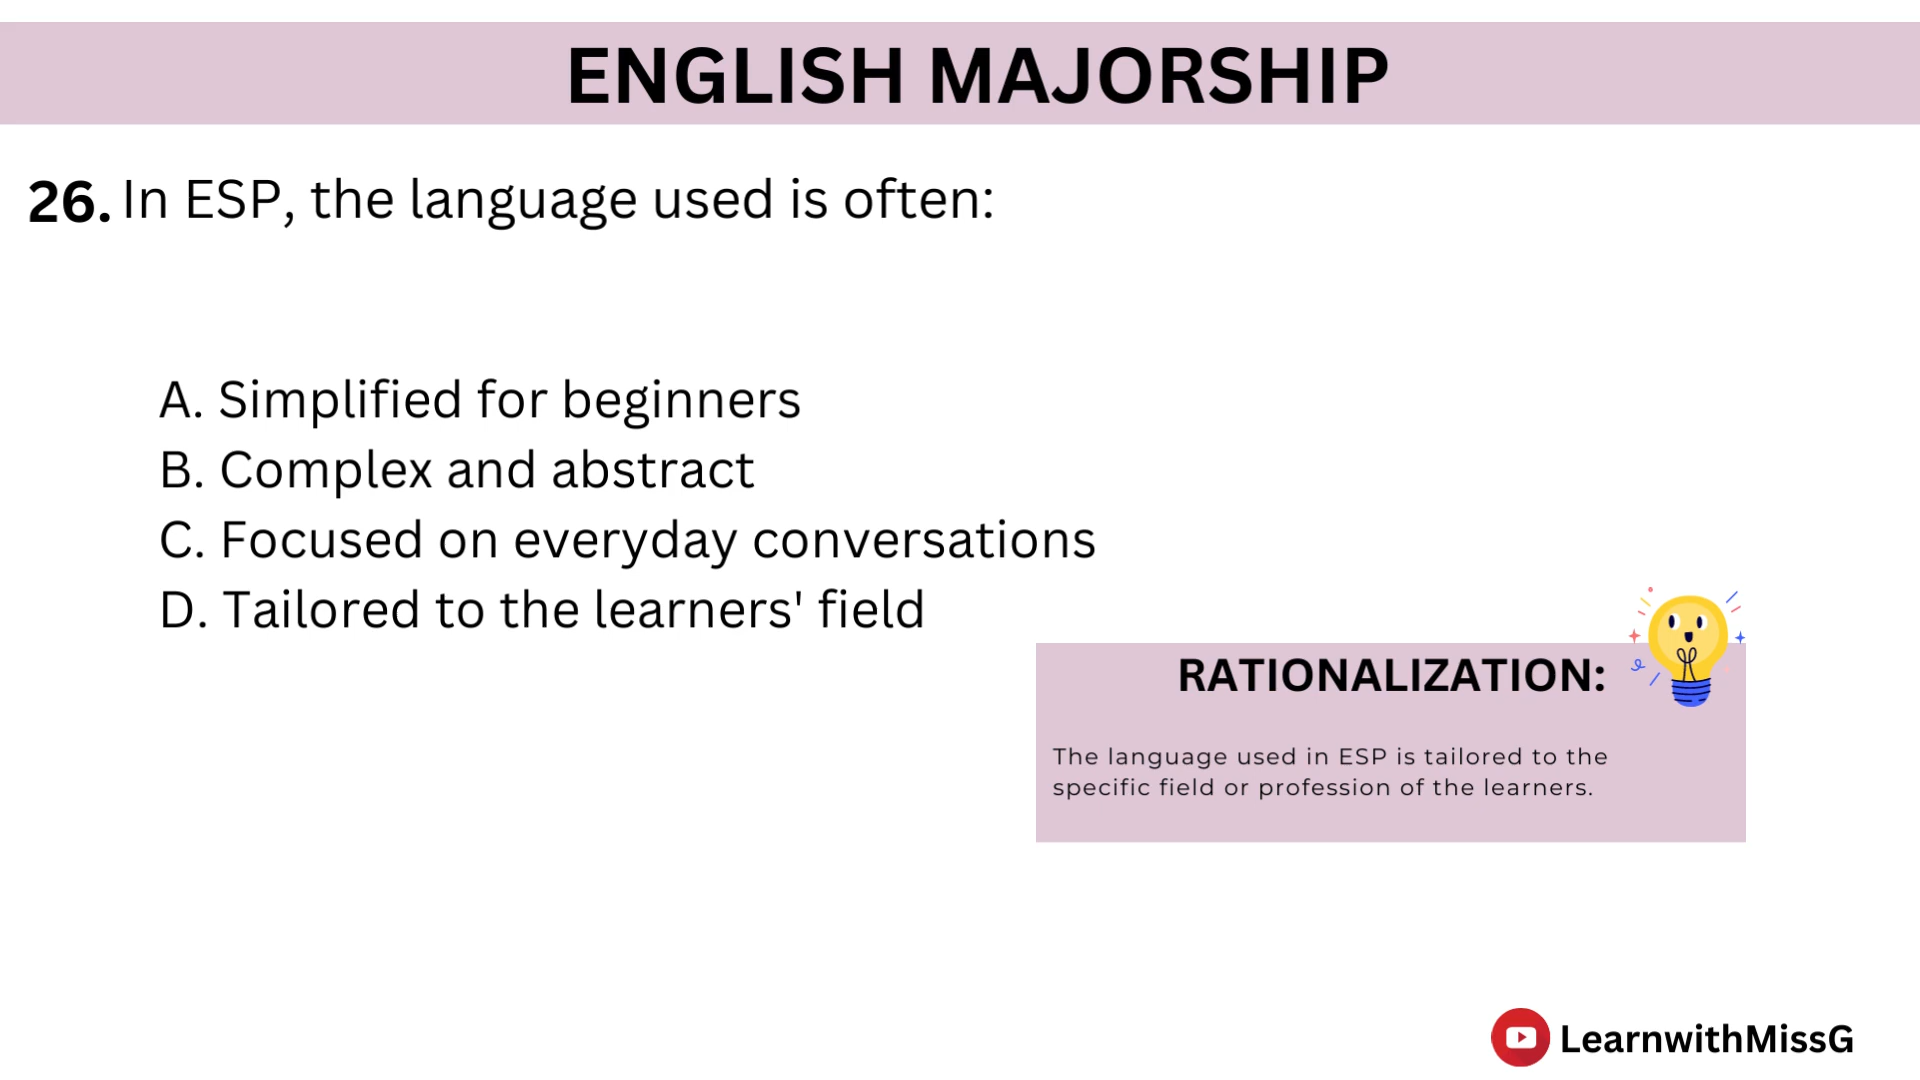 ENGLISH MAJORSHIP
26. In ESP, the language used is often:
A. Simplified for beginners
B. Complex and abstract
C. Focused on everyday conversations
D. Tailored to the learners' field
RATIONALIZATION:
The language used in ESP is tailored to the
specific field or profession of the learners.
LearnwithMissG